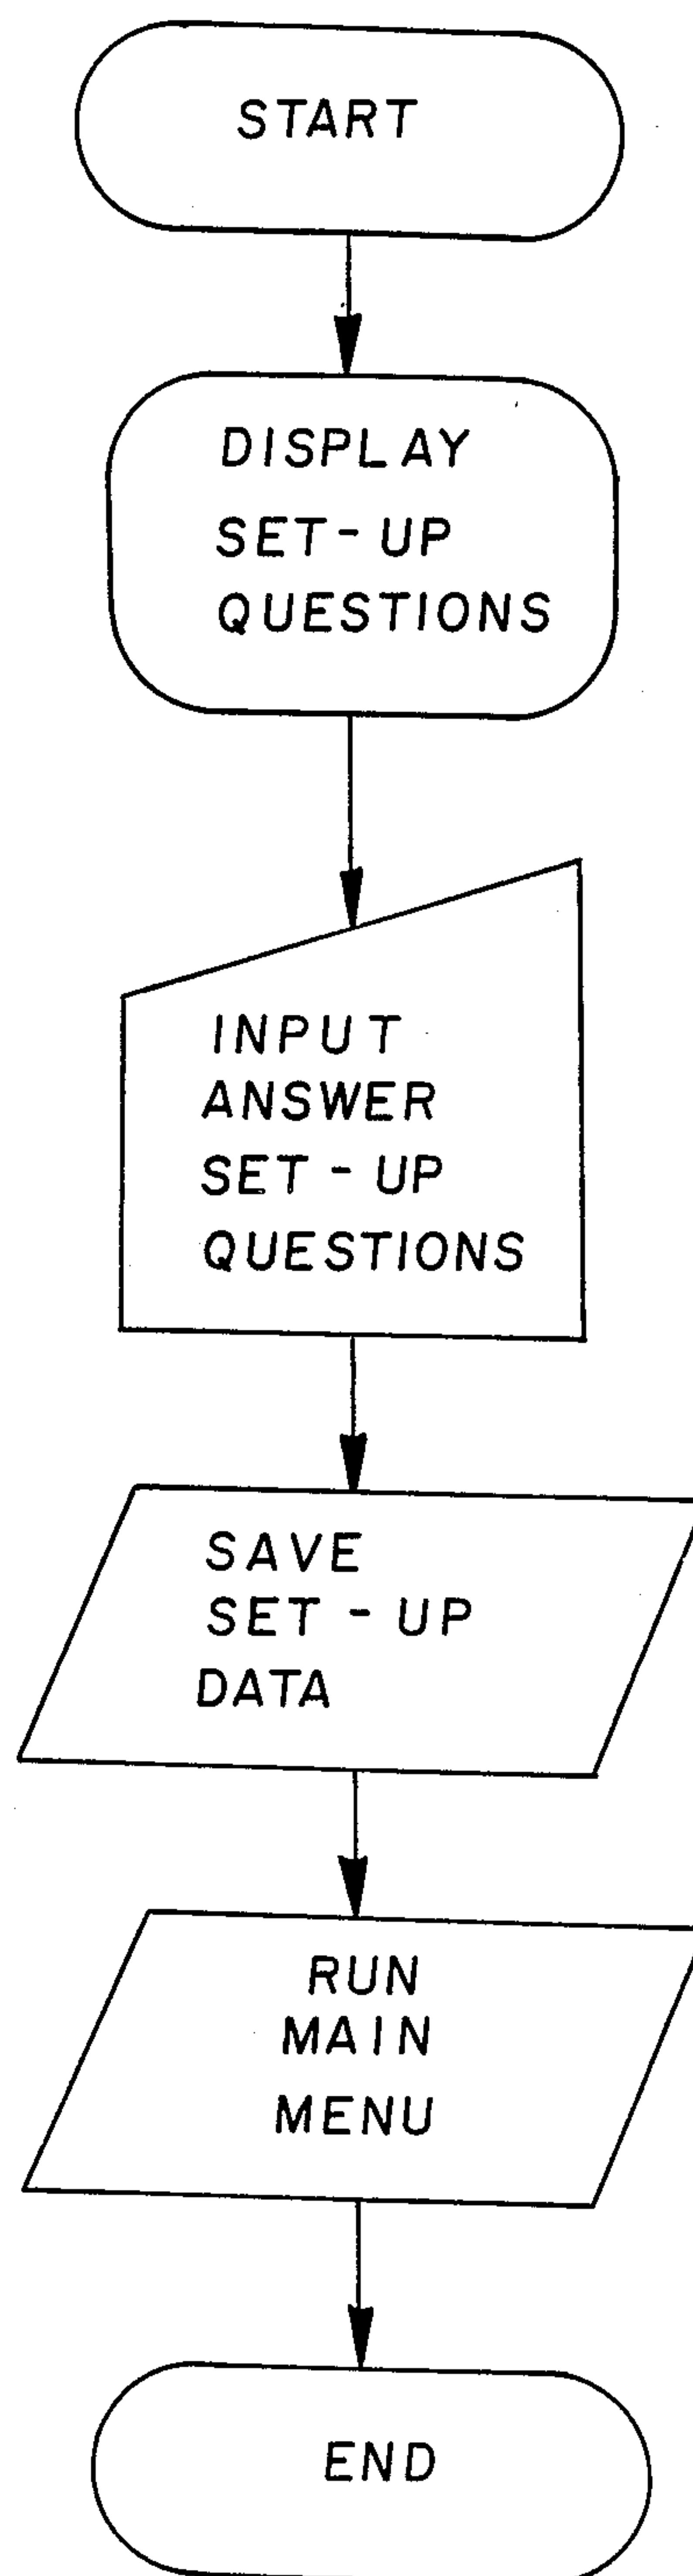 START
DISPLAY
SET-UP
QUESTIONS
INPUT
ANSWER
SET-UP
QUESTIONS
SAVE
SET-UP
DATA
RUN
MAIN
MENU
END